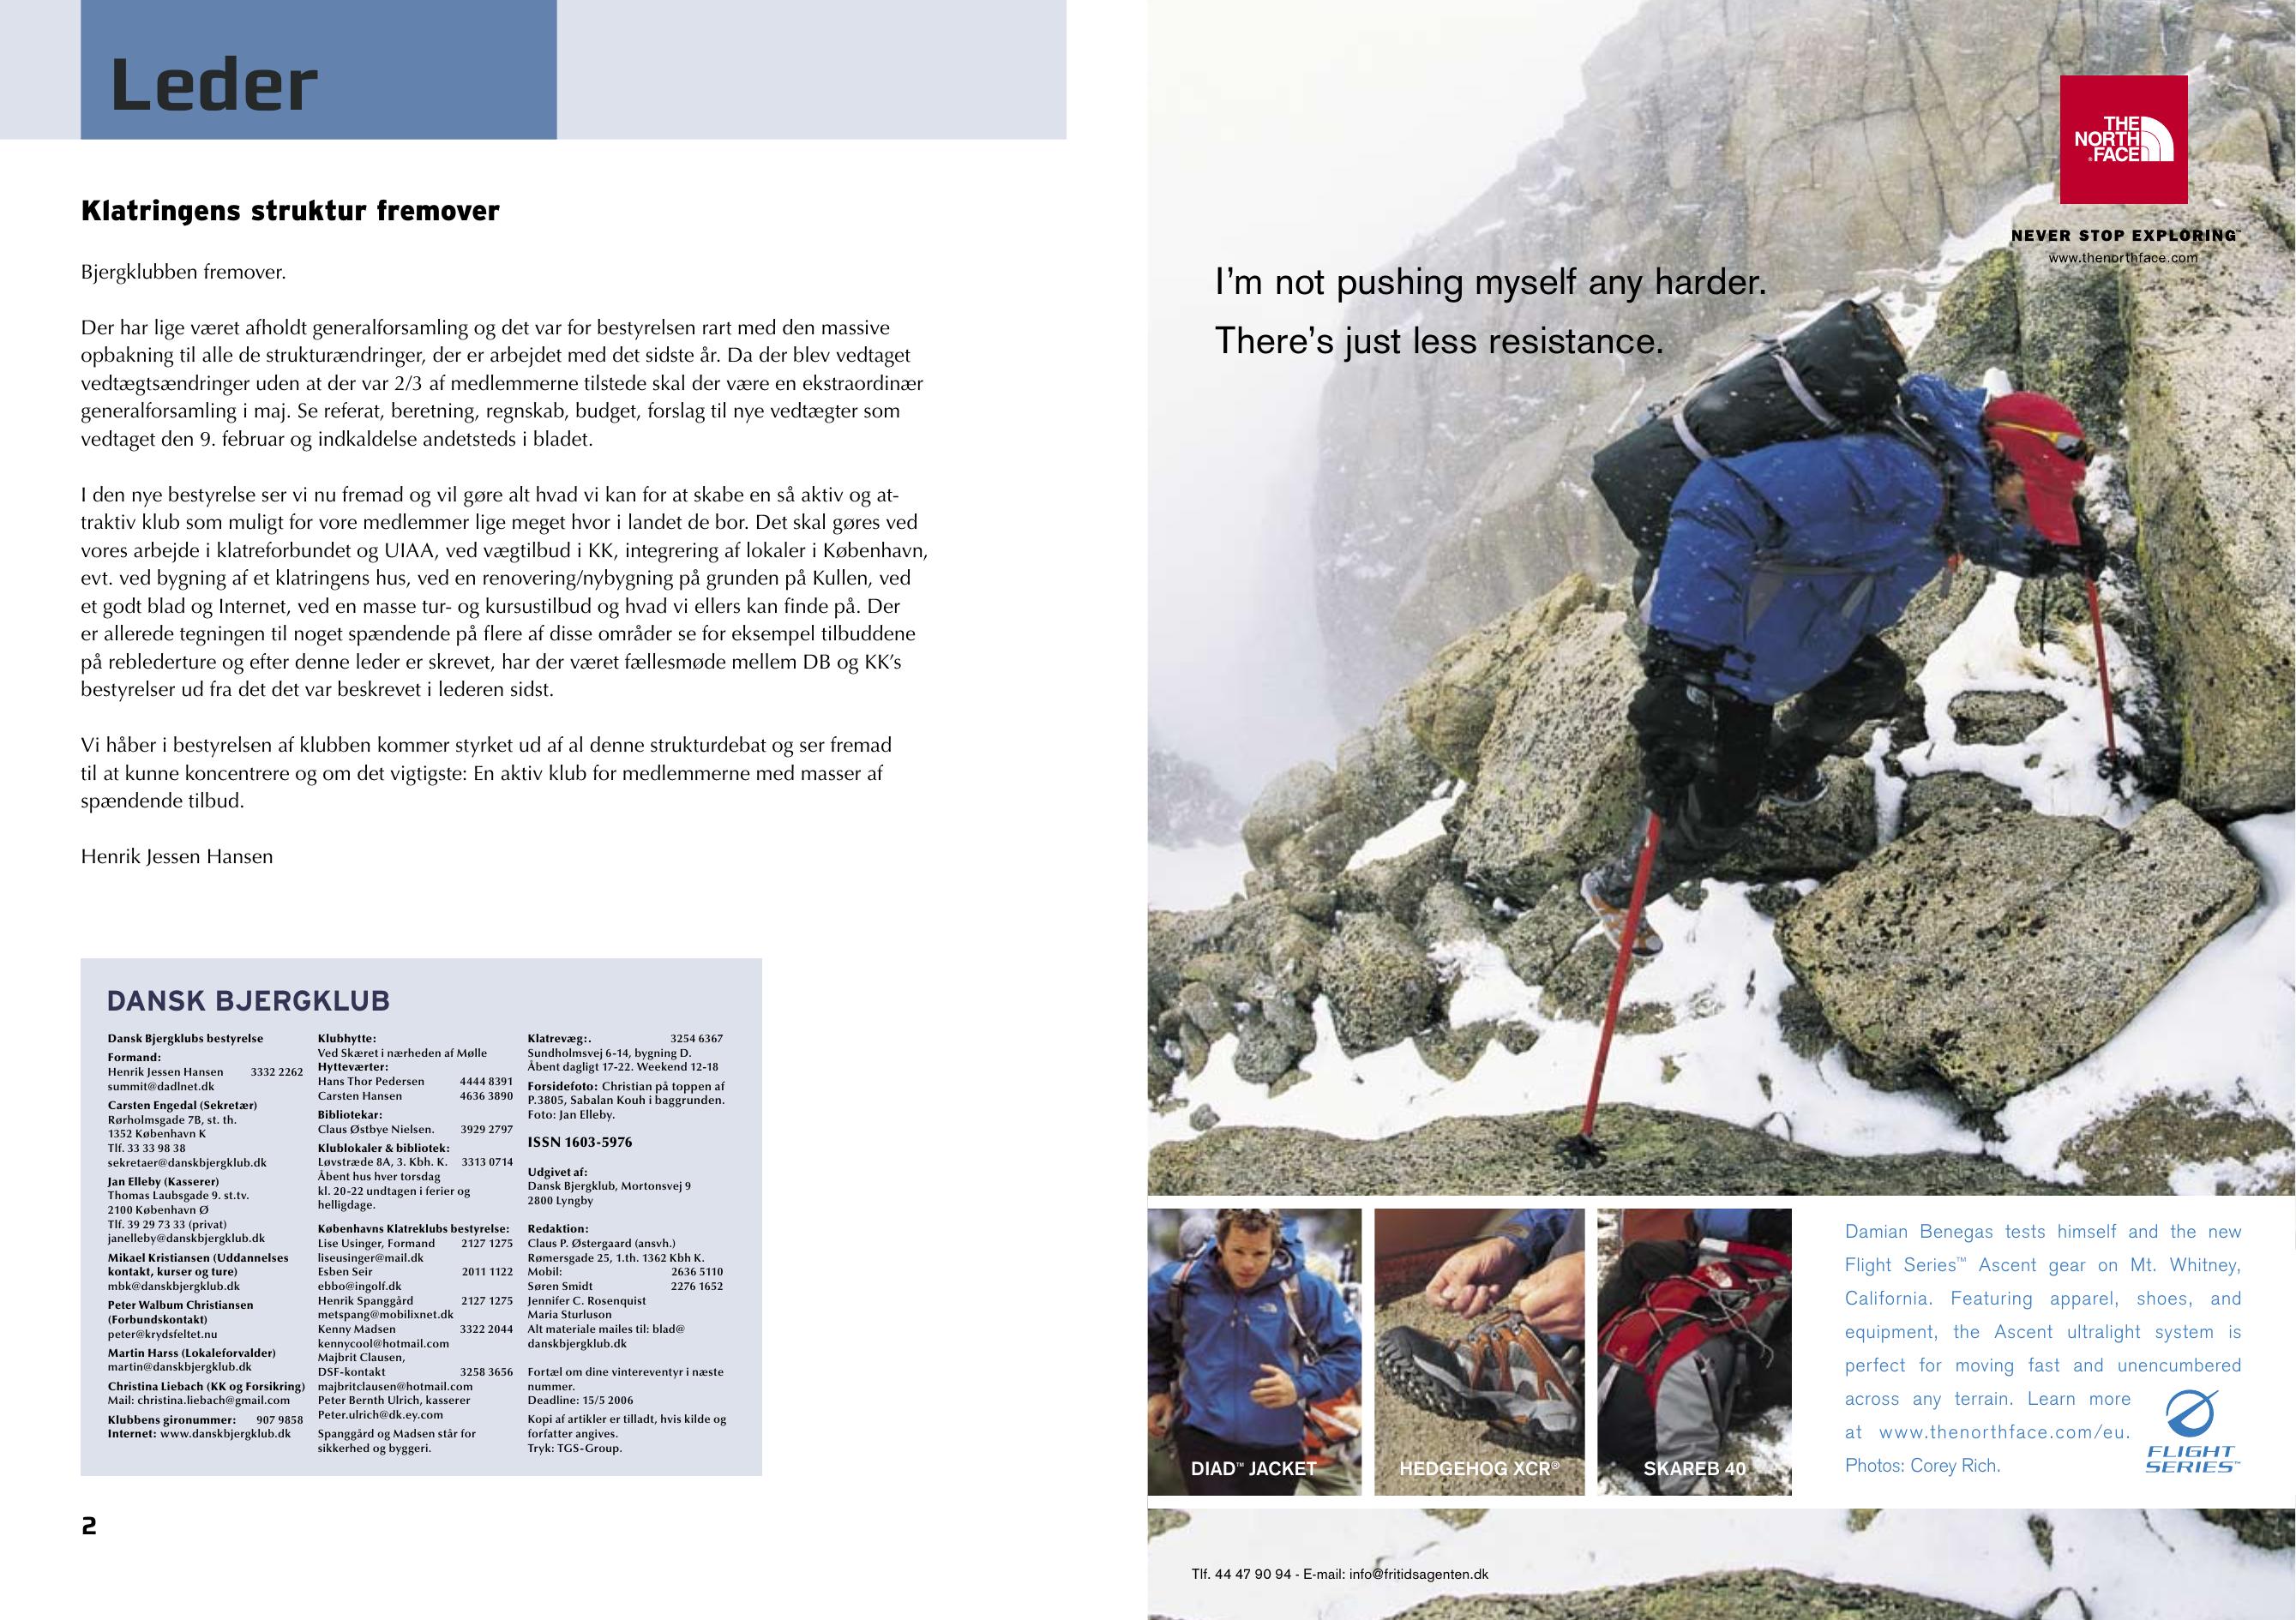 Leder
Klatringens struktur fremover
Bjergklubben fremover.
Der har lige været afholdt generalforsamling og det var for bestyrelsen rart med den massive
opbakning til alle de strukturændringer, der er arbejdet med det sidste år. Da der blev vedtaget
vedtægtsændringer uden at der var 2/3 af medlemmerne tilstede skal der være en ekstraordinær
generalforsamling i maj. Se referat, beretning, regnskab, budget, forslag til nye vedtægter som
vedtaget den 9. februar og indkaldelse andetsteds i bladet.
I den nye bestyrelse ser vi nu fremad og vil gøre alt hvad vi kan for at skabe en så aktiv og at-
traktiv klub som muligt for vore medlemmer lige meget hvor i landet de bor. Det skal gøres ved
vores arbejde i klatreforbundet og UIAA, ved vægtilbud i KK, integrering af lokaler i København,
evt. ved bygning af et klatringens hus, ved en renovering/nybygning på grunden på Kullen, ved
et godt blad og Internet, ved en masse tur- og kursustilbud og hvad vi ellers kan finde på. Der
er allerede tegningen til noget spændende på flere af disse områder se for eksempel tilbuddene
på reblederture og efter denne leder er skrevet, har der været fællesmøde mellem DB og KK's
bestyrelser ud fra det det var beskrevet i lederen sidst.
Vi håber i bestyrelsen af klubben kommer styrket ud af al denne strukturdebat og ser fremad
til at kunne koncentrere og om det vigtigste: En aktiv klub for medlemmerne med masser af
spændende tilbud.
Henrik Jessen Hansen
DANSK BJERGKLUB
Dansk Bjergklubs bestyrelse
Formand:
Henrik Jessen Hansen 3332 2262
summit@dadlnet.dk
Carsten Engedal (Sekretær)
Rørholmsgade 7B, st. th.
1352 København K
Tlf. 33 33 98 38
sekretaer@danskbjergklub.dk
Jan Elleby (Kasserer)
Thomas Laubsgade 9. st.tv.
2100 København Ø
Tlf. 39 29 73 33 (privat)
janelleby@danskbjergklub.dk
Mikael Kristiansen (Uddannelses
kontakt, kurser og ture)
mbk@danskbjergklub.dk
Peter Walbum Christiansen
(Forbundskontakt)
peter@krydsfeltet.nu
Martin Harss (Lokaleforvalder)
martin@danskbjergklub.dk
Christina Liebach (KK og Forsikring)
Mail: christina.liebach@gmail.com
Klubbens gironummer: 907 9858
Internet: www.danskbjergklub.dk
Klubhytte:
Ved Skæret i nærheden af Mølle
Hytteværter:
Hans Thor Pedersen 4444 8391
Carsten Hansen 4636 3890
Bibliotekar:
Claus Østbye Nielsen. 3929 2797
Klublokaler & bibliotek:
Løvstræde 8A, 3. Kbh. K. 3313 0714
Åbent hus hver torsdag
kl. 20-22 undtagen i ferier og
helligdage.
Københavns Klatreklubs bestyrelse:
Lise Usinger, Formand 2127 1275
liseusinger@mail.dk
Esben Seir 2011 1122
ebbo@ingolf.dk
Henrik Spanggård 2127 1275
metspang@mobilixnet.dk
Kenny Madsen 3322 2044
kennycool@hotmail.com
Majbrit Clausen,
DSF-kontakt 3258 3656
majbritclausen@hotmail.com
Peter Bernth Ulrich, kasserer
Peter.ulrich@dk.ey.com
Spanggård og Madsen står for
sikkerhed og byggeri.
Klatrevæg:. 3254 6367
Sundholmsvej 6-14, bygning D.
Åbent dagligt 17-22. Weekend 12-18
Forsidefoto: Christian på toppen af
P.3805, Sabalan Kouh i baggrunden.
Foto: Jan Elleby.
ISSN 1603-5976
Udgivet af:
Dansk Bjergklub, Mortonsvej 9
2800 Lyngby
Redaktion:
Claus P. Østergaard (ansvh.)
Rømersgade 25, 1.th. 1362 Kbh K.
Mobil: 2636 5110
Søren Smidt 2276 1652
Jennifer C. Rosenquist
Maria Sturluson
Alt materiale mailes til: blad@
danskbjergklub.dk
Fortæl om dine vintereventyr i næste
nummer.
Deadline: 15/5 2006
Kopi af artikler er tilladt, hvis kilde og
forfatter angives.
Tryk: TGS-Group.
2
THE
NORTH
FACE
NEVER STOP EXPLORING™
www.thenorthface.com
I'm not pushing myself any harder.
There's just less resistance.
DIAD™ JACKET
HEDGEHOG XCR®
SKAREB 40
Damian Benegas tests himself and the new
Flight Series™ Ascent gear on Mt. Whitney,
California. Featuring apparel, shoes, and
equipment, the Ascent ultralight system is
perfect for moving fast and unencumbered
across any terrain. Learn more
at www.thenorthface.com/eu.
Photos: Corey Rich.
FLIGHT
SERIES™
Tlf. 44 47 90 94 - E-mail: info@fritidsagenten.dk